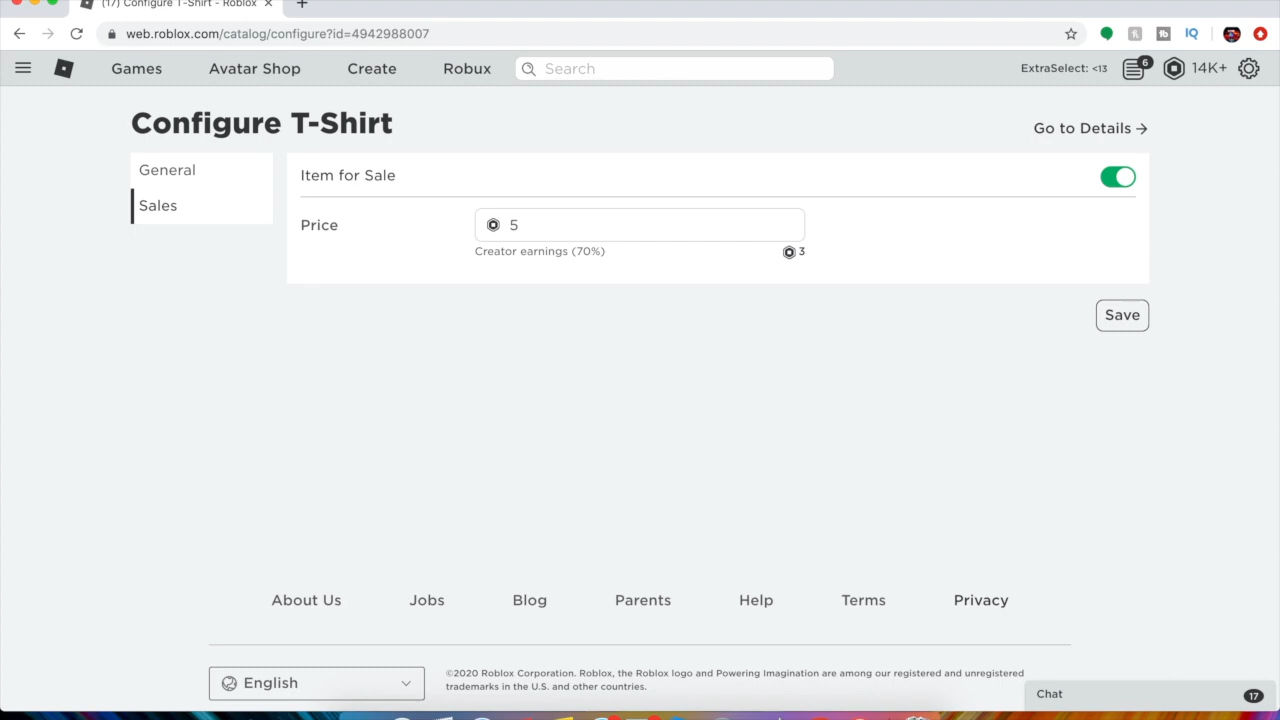 (17) Configure T-Shirt - Roblox
web.roblox.com/catalog/configure?id=4942988007
IQ
Games Avatar Shop Create Robux Search ExtraSelect: <13 6 14K+
Configure T-Shirt
Go to Details
General
Sales
Item for Sale
Price 5
Creator earnings (70%) 3
Save
About Us Jobs Blog Parents Help Terms Privacy
English
©2020 Roblox Corporation. Roblox, the Roblox logo and Powering Imagination are among our registered and unregistered
trademarks in the U.S. and other countries.
Chat 17